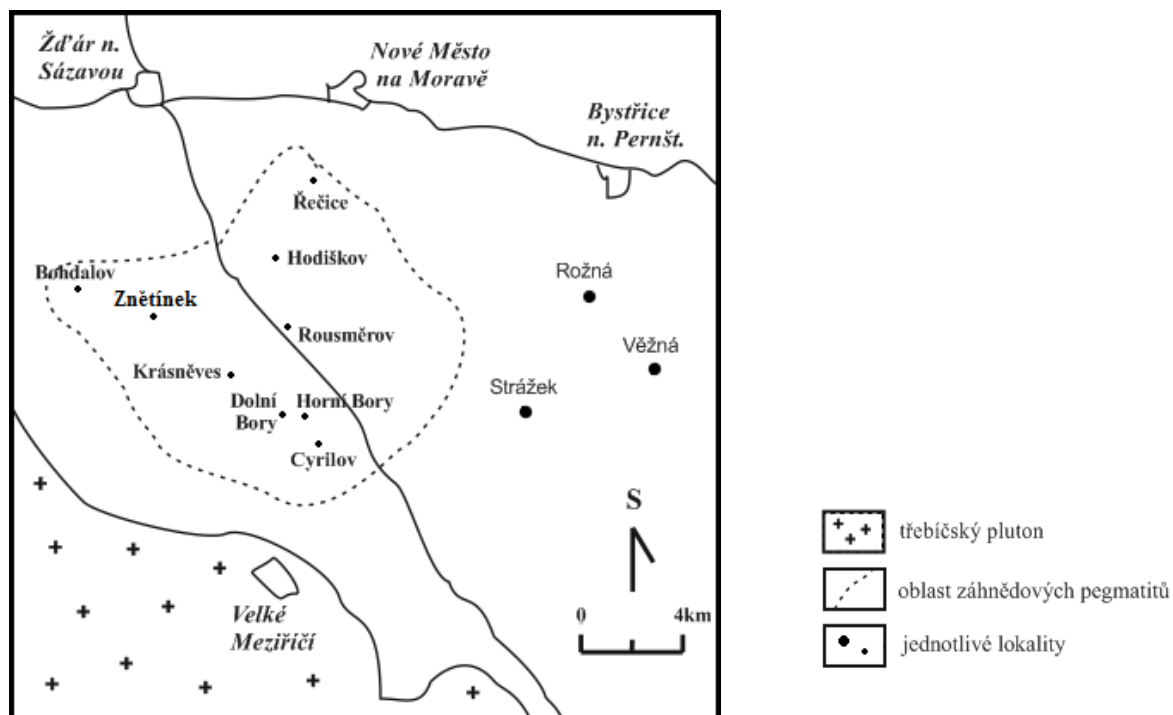 Žďár n.
Sázavou
Nové Město
na Moravě
Bystřice
n. Pernšt.
Řečice
Hodiškov
Bohdalov
Znětínek
Rožná
Rousměrov
Věžná
Krásněves
Strážek
Dolní
Bory
Horní Bory
Cyrilov
S
0
4km
Velké
Meziříčí
třebíčský pluton
oblast záhnědových pegmatitů
jednotlivé lokality